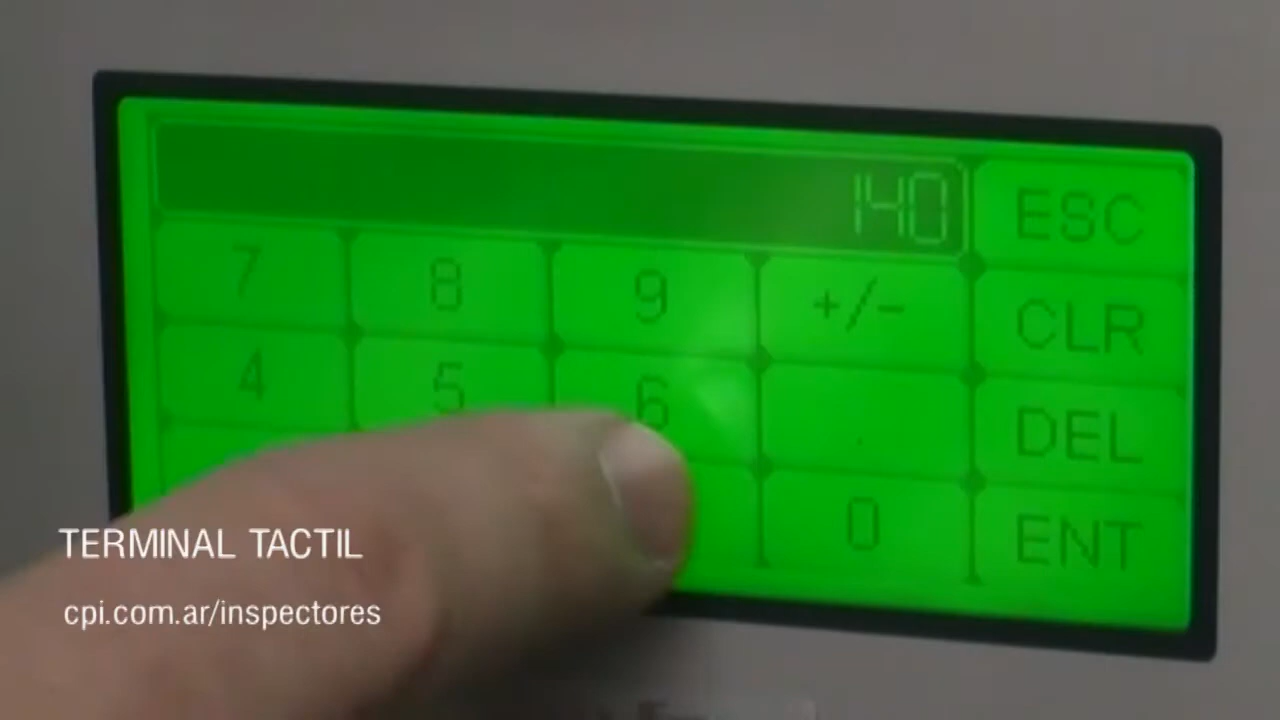 140
ESC
7 8 9 +/- CLR
4 5 6 . DEL
0 ENT
TERMINAL TACTIL
cpi.com.ar/inspectores